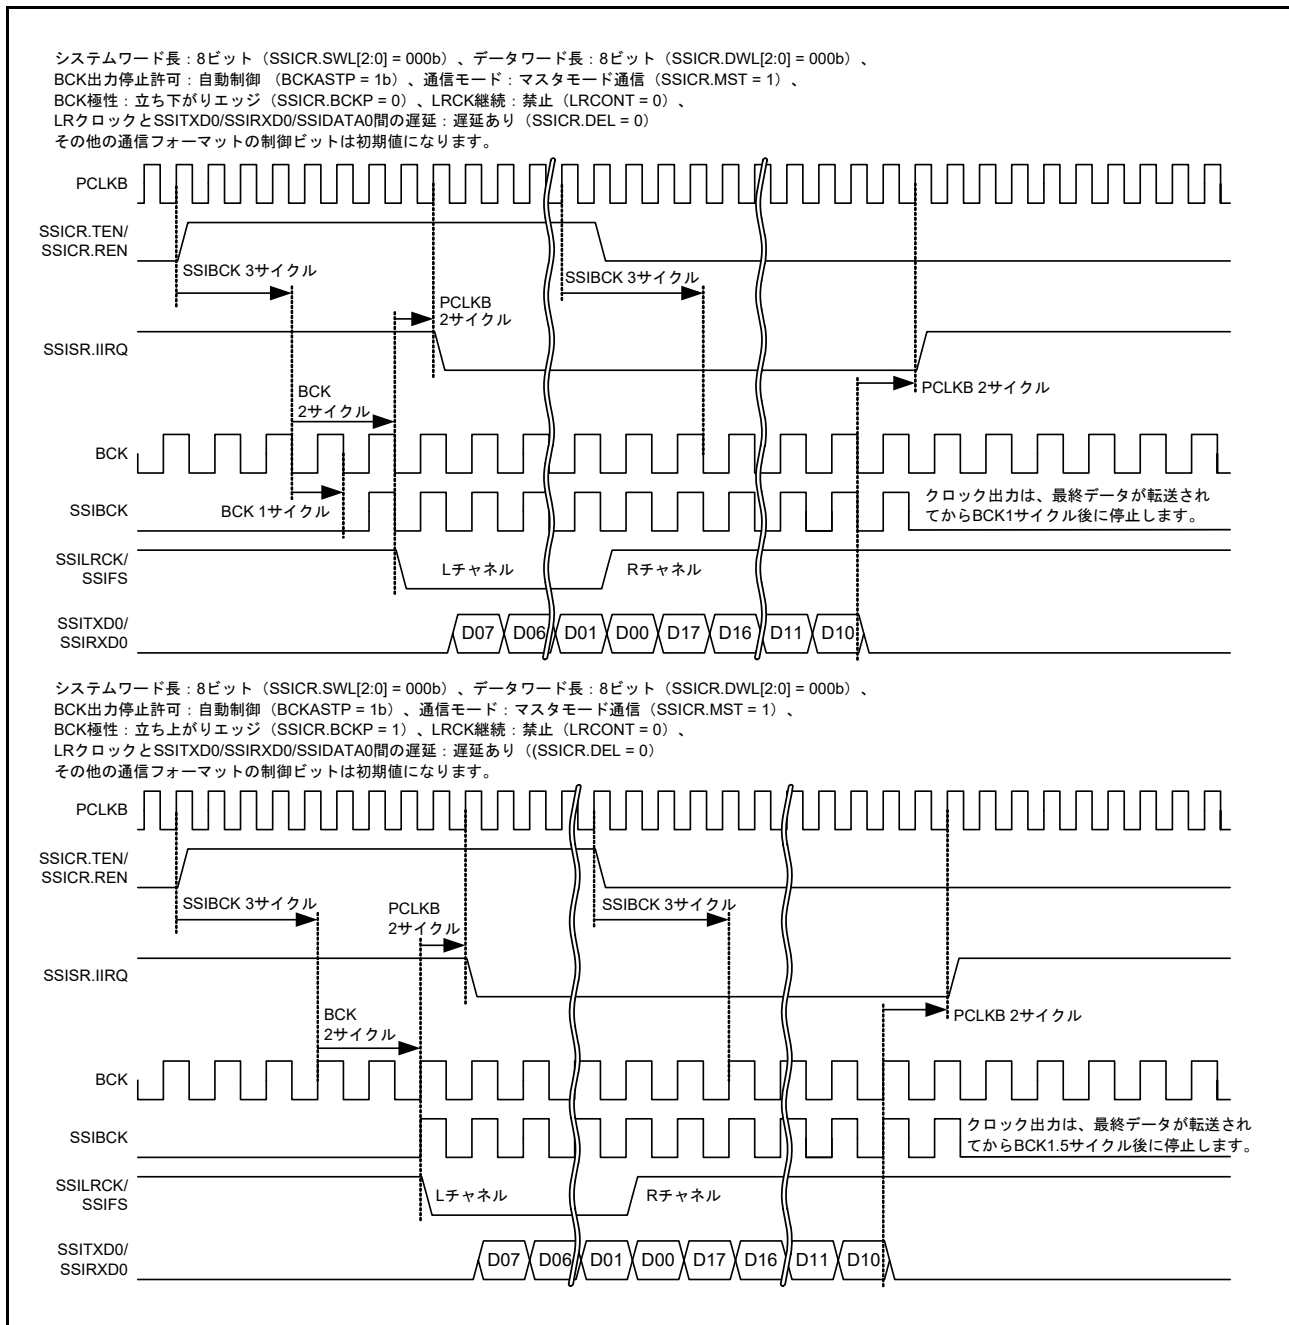 システムワード長：8ビット（SSICR.SWL[2:0] = 000b）、データワード長：8ビット（SSICR.DWL[2:0] = 000b）、
BCK出力停止許可：自動制御 （BCKASTP = 1b）、通信モード：マスタモード通信（SSICR.MST = 1）、
BCK極性：立ち下がりエッジ（SSICR.BCKP = 0）、LRCK継続：禁止（LRCONT = 0）、
LRクロックとSSITXD0/SSIRXD0/SSIDATA0間の遅延：遅延あり（SSICR.DEL = 0）
その他の通信フォーマットの制御ビットは初期値になります。
PCLKB
SSICR.TEN/
SSICR.REN
SSIBCK 3サイクル
SSIBCK 3サイクル
PCLKB
2サイクル
SSISR.IIRQ
PCLKB 2サイクル
BCK
2サイクル
BCK
SSIBCK
BCK 1サイクル
クロック出力は、最終データが転送され
てからBCK1サイクル後に停止します。
SSILRCK/
SSIFS
Lチャネル
Rチャネル
SSITXD0/
SSIRXD0
D07 D06 D01 D00 D17 D16 D11 D10
システムワード長：8ビット（SSICR.SWL[2:0] = 000b）、データワード長：8ビット（SSICR.DWL[2:0] = 000b）、
BCK出力停止許可：自動制御（BCKASTP = 1b）、通信モード：マスタモード通信（SSICR.MST = 1）、
BCK極性：立ち上がりエッジ（SSICR.BCKP = 1）、LRCK継続：禁止（LRCONT = 0）、
LRクロックとSSITXD0/SSIRXD0/SSIDATA0間の遅延：遅延あり（(SSICR.DEL = 0）
その他の通信フォーマットの制御ビットは初期値になります。
PCLKB
SSICR.TEN/
SSICR.REN
SSIBCK 3サイクル
PCLKB
2サイクル
SSIBCK 3サイクル
SSISR.IIRQ
BCK
2サイクル
PCLKB 2サイクル
BCK
SSIBCK
クロック出力は、最終データが転送され
てからBCK1.5サイクル後に停止します。
SSILRCK/
SSIFS
Lチャネル
Rチャネル
SSITXD0/
SSIRXD0
D07 D06 D01 D00 D17 D16 D11 D10